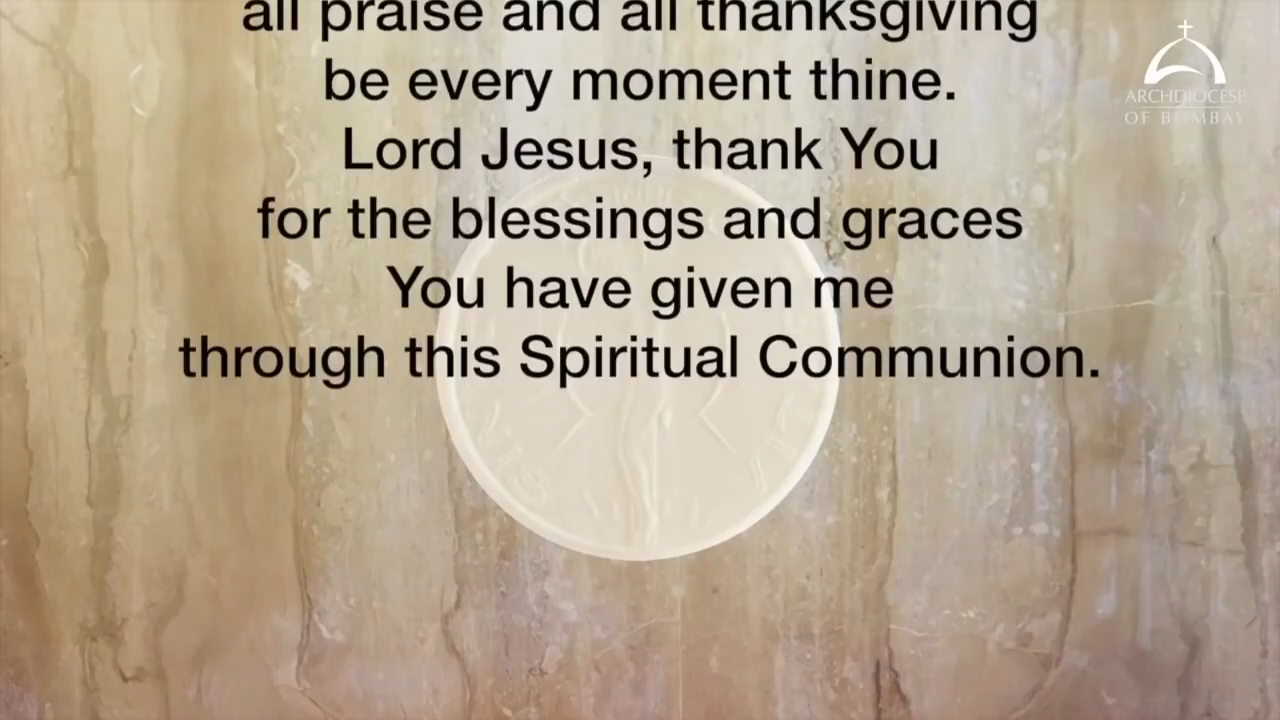 all praise and all thanksgiving
be every moment thine.
Lord Jesus, thank You
for the blessings and graces
You have given me
through this Spiritual Communion.
ARCHDIOCESE
OF BOMBAY